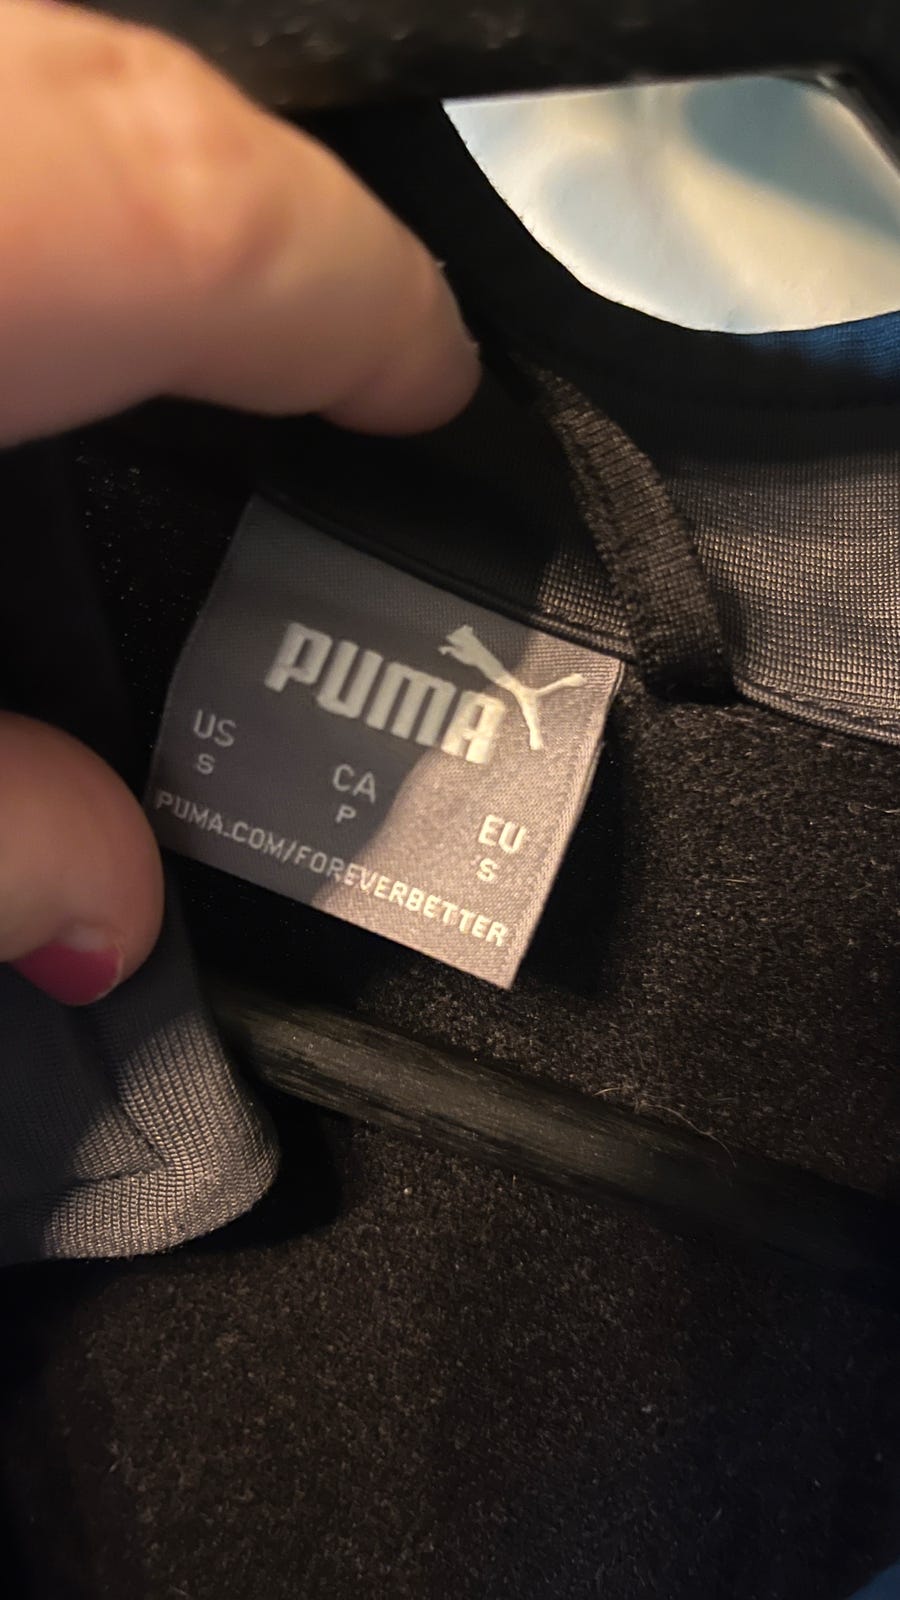 PUMA
US CA EU
S P S
PUMA.COM/FOREVERBETTER